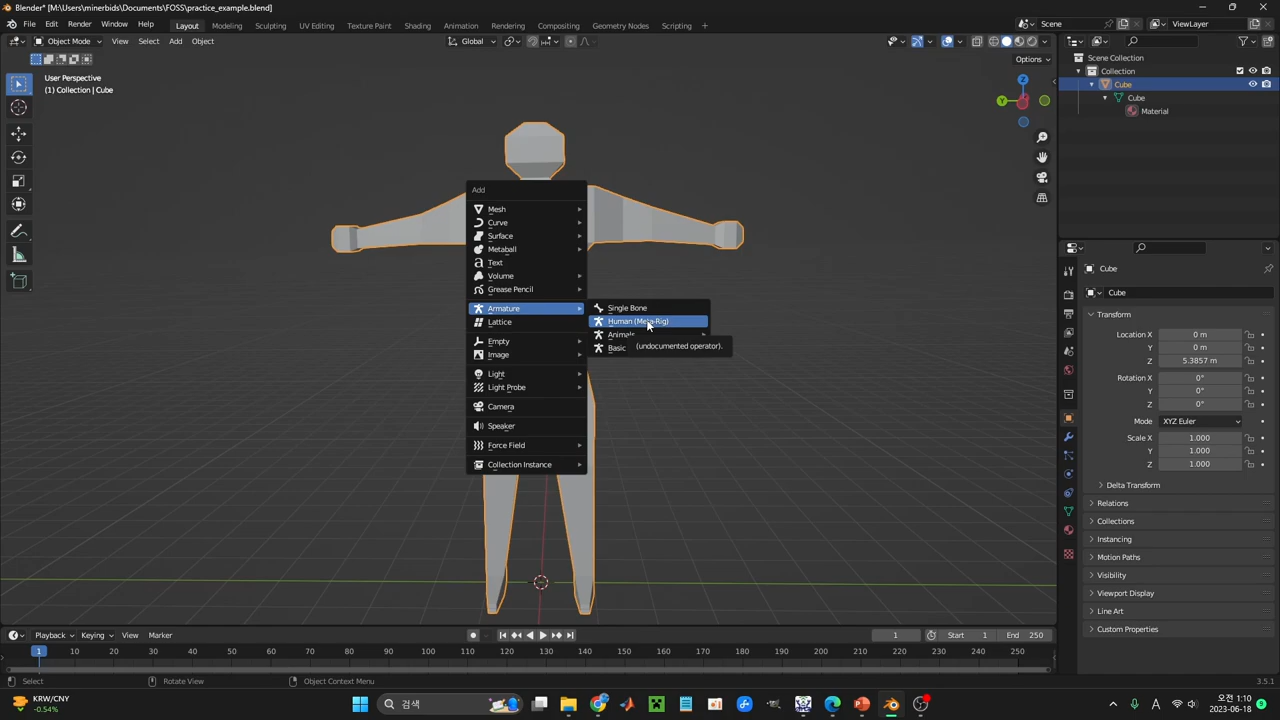 Blender* [M:\Users\minerbids\Documents\FOSS\practice_example.blend]
File Edit Render Window Help Layout Modeling Sculpting UV Editing Texture Paint Shading Animation Rendering Compositing Geometry Nodes Scripting + Scene ViewLayer
Object Mode View Select Add Object Global
Options
User Perspective
(1) Collection | Cube
Scene Collection
Collection
Cube
Cube
Material
Add
Mesh
Curve
Surface
Metaball
Text
Volume
Grease Pencil
Armature
Lattice
Empty
Image
Light
Light Probe
Camera
Speaker
Force Field
Collection Instance
Single Bone
Human (Meta-Rig)
Animals
Basic
(undocumented operator).
X
Y
Z
Cube
Cube
Transform
Location X 0 m
Y 0 m
Z 5.3857 m
Rotation X 0°
Y 0°
Z 0°
Mode XYZ Euler
Scale X 1.000
Y 1.000
Z 1.000
Delta Transform
Relations
Collections
Instancing
Motion Paths
Visibility
Viewport Display
Line Art
Custom Properties
Playback Keying View Marker 1 Start 1 End 250
1 10 20 30 40 50 60 70 80 90 100 110 120 130 140 150 160 170 180 190 200 210 220 230 240 250
Select Rotate View Object Context Menu 3.5.1
KRW/CNY
-0.54%
검색
A
오전 1:10
2023-06-18